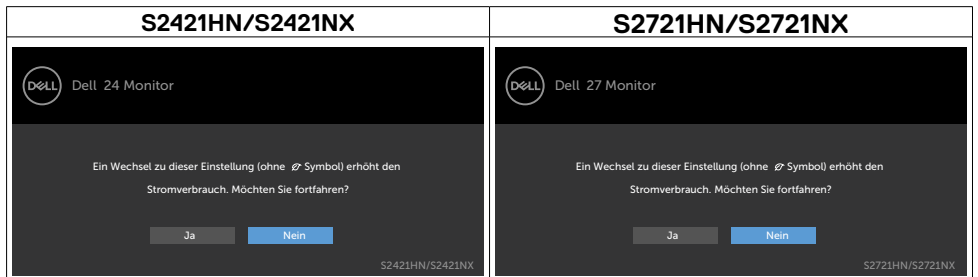 S2421HN/S2421NX
S2721HN/S2721NX
DELL Dell 24 Monitor
Ein Wechsel zu dieser Einstellung (ohne Symbol) erhöht den
Stromverbrauch. Möchten Sie fortfahren?
Ja Nein
S2421HN/S2421NX
DELL Dell 27 Monitor
Ein Wechsel zu dieser Einstellung (ohne Symbol) erhöht den
Stromverbrauch. Möchten Sie fortfahren?
Ja Nein
S2721HN/S2721NX